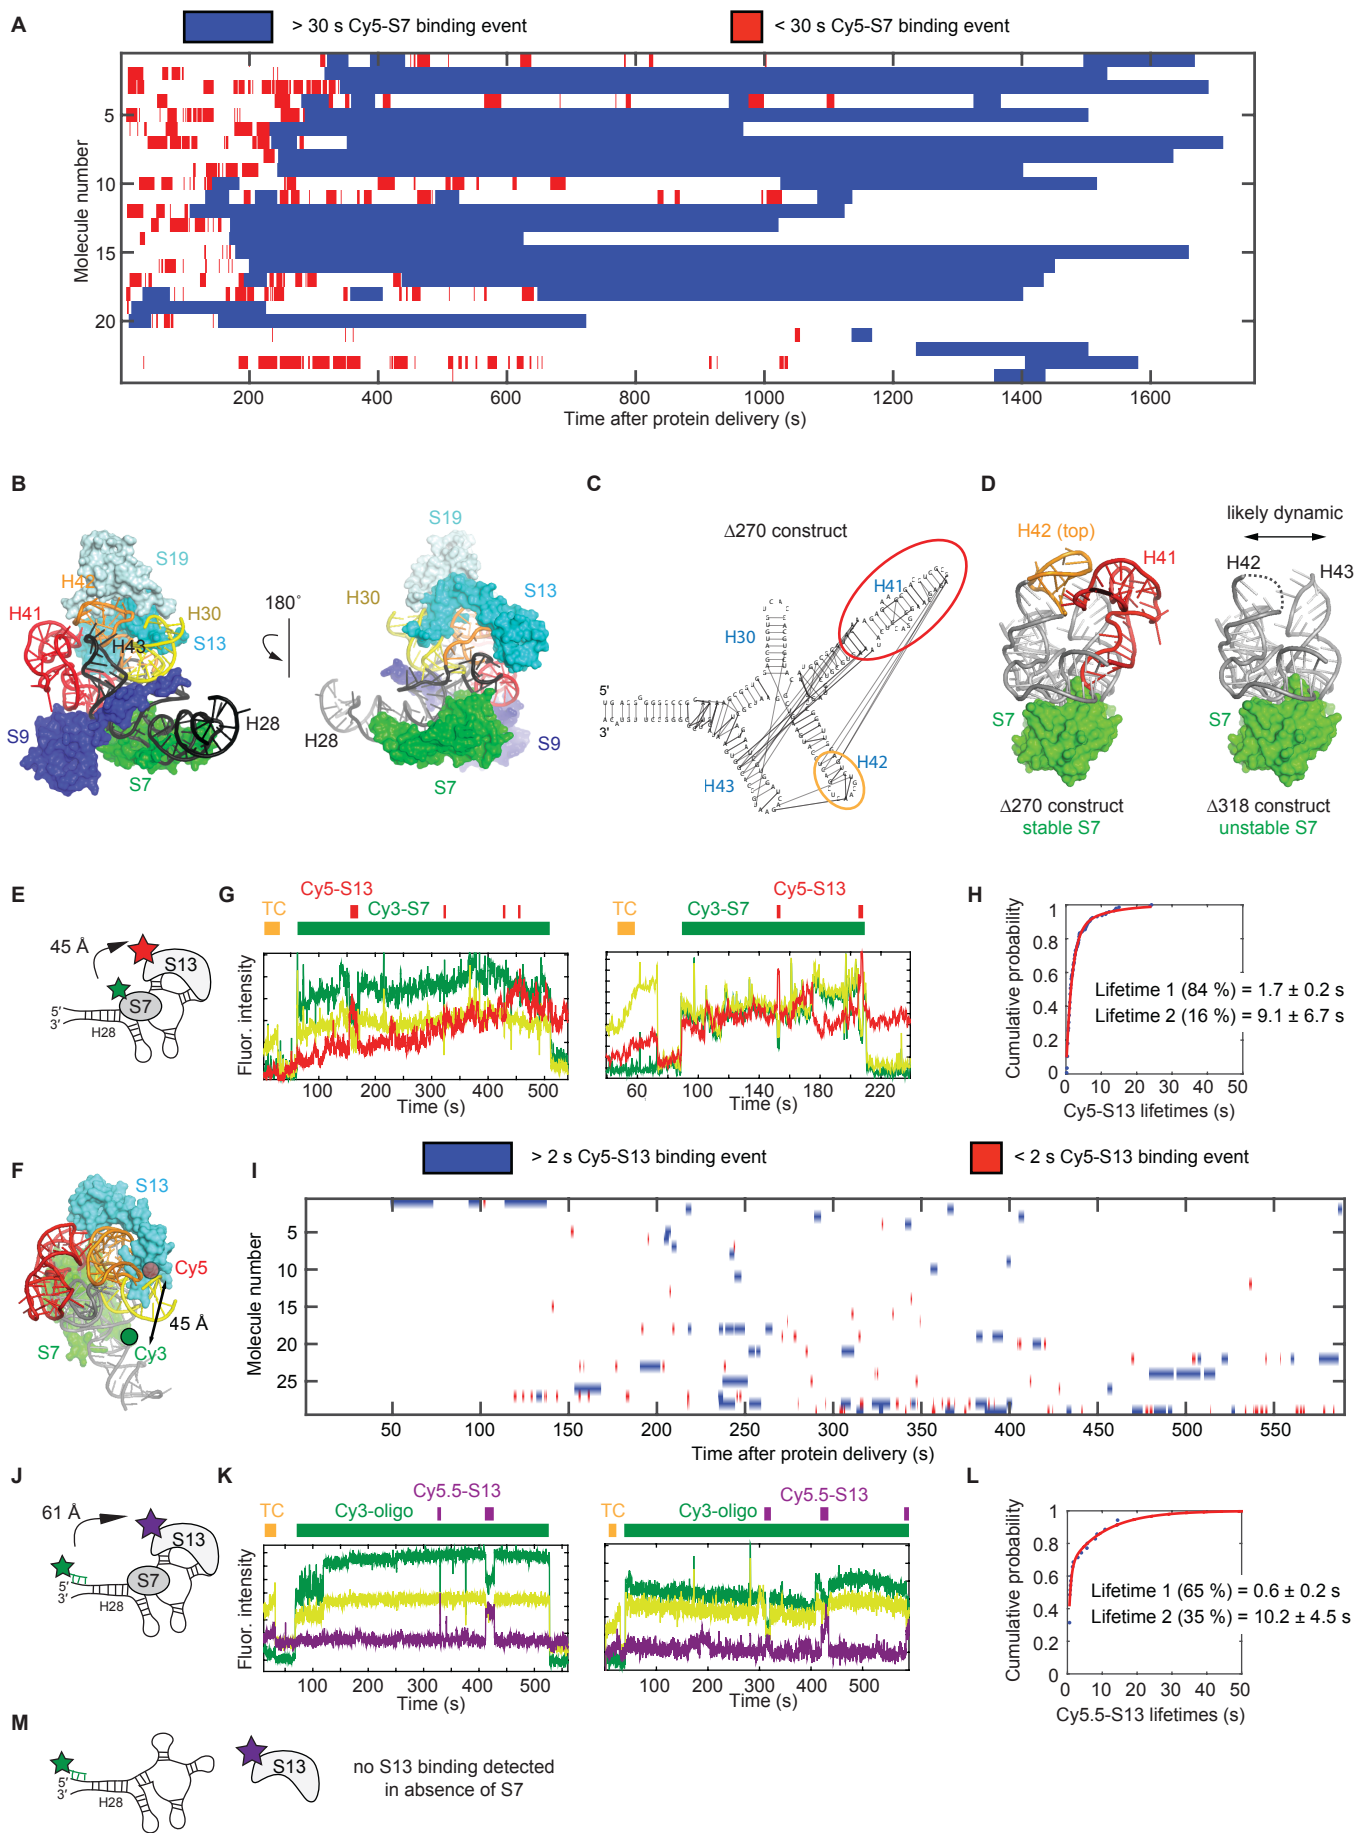 A
> 30 s Cy5-S7 binding event
< 30 s Cy5-S7 binding event
Molecule number
5
10
15
20
200 400 600 800 1000 1200 1400 1600
Time after protein delivery (s)
B
S19
H42
H41
H30
S13
H43
S9
S7
H28
180°
S19
S13
H30
H28
S9
S7
C
Δ270 construct
H41
H30
5′
3′
H43
H42
D
H42 (top)
H41
S7
Δ270 construct
stable S7
likely dynamic
H42
H43
S7
Δ318 construct
unstable S7
E
45 Å
S13
S7
5′
3′
H28
G
Cy5-S13
TC
Cy3-S7
Fluor. intensity
100 200 300 400 500
Time (s)
Cy5-S13
TC
Cy3-S7
60 100 140 180 220
Time (s)
H
Cumulative probability
1
0.8
0.6
0.4
0.2
0
Lifetime 1 (84 %) = 1.7 ± 0.2 s
Lifetime 2 (16 %) = 9.1 ± 6.7 s
0 10 20 30 40 50
Cy5-S13 lifetimes (s)
F
S13
Cy5
45 Å
S7
Cy3
I
> 2 s Cy5-S13 binding event
< 2 s Cy5-S13 binding event
Molecule number
5
10
15
20
25
50 100 150 200 250 300 350 400 450 500 550
Time after protein delivery (s)
J
61 Å
S13
S7
5′
3′
H28
K
Cy5.5-S13
TC
Cy3-oligo
Fluor. intensity
100 200 300 400 500
Time (s)
Cy5.5-S13
TC
Cy3-oligo
100 200 300 400 500
Time (s)
L
Cumulative probability
1
0.8
0.6
0.4
0.2
0
Lifetime 1 (65 %) = 0.6 ± 0.2 s
Lifetime 2 (35 %) = 10.2 ± 4.5 s
0 10 20 30 40 50
Cy5.5-S13 lifetimes (s)
M
5′
3′
H28
S13
no S13 binding detected
in absence of S7